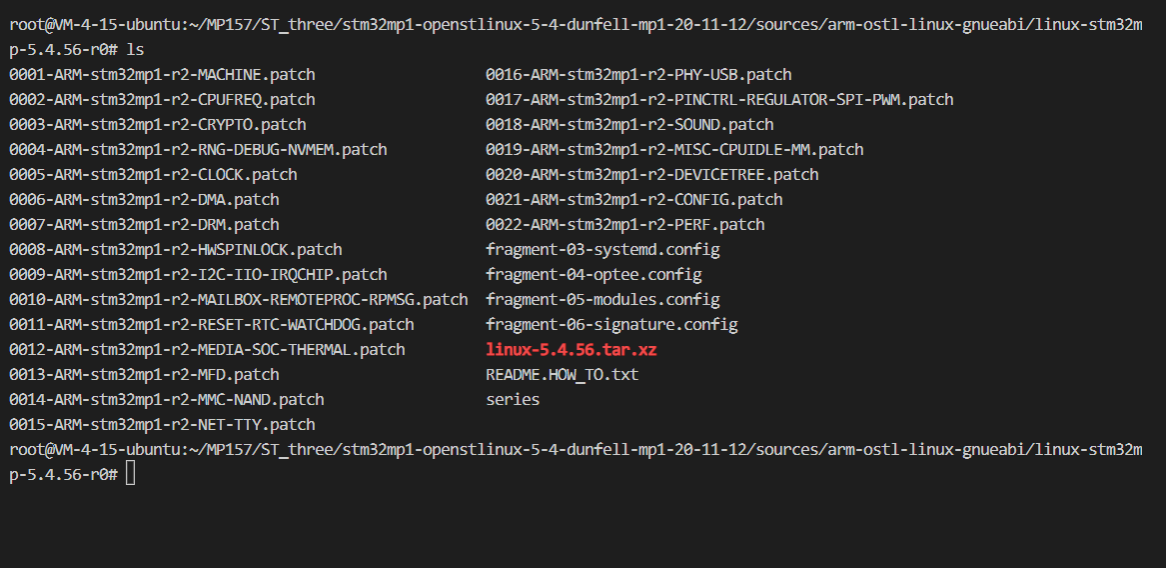 root@VM-4-15-ubuntu:~/MP157/ST_three/stm32mp1-openstlinux-5-4-dunfell-mp1-20-11-12/sources/arm-ostl-linux-gnueabi/linux-stm32m
p-5.4.56-r0# ls
0001-ARM-stm32mp1-r2-MACHINE.patch 0016-ARM-stm32mp1-r2-PHY-USB.patch
0002-ARM-stm32mp1-r2-CPUFREQ.patch 0017-ARM-stm32mp1-r2-PINCTRL-REGULATOR-SPI-PWM.patch
0003-ARM-stm32mp1-r2-CRYPTO.patch 0018-ARM-stm32mp1-r2-SOUND.patch
0004-ARM-stm32mp1-r2-RNG-DEBUG-NVMEM.patch 0019-ARM-stm32mp1-r2-MISC-CPUIDLE-MM.patch
0005-ARM-stm32mp1-r2-CLOCK.patch 0020-ARM-stm32mp1-r2-DEVICETREE.patch
0006-ARM-stm32mp1-r2-DMA.patch 0021-ARM-stm32mp1-r2-CONFIG.patch
0007-ARM-stm32mp1-r2-DRM.patch 0022-ARM-stm32mp1-r2-PERF.patch
0008-ARM-stm32mp1-r2-HWSPINLOCK.patch fragment-03-systemd.config
0009-ARM-stm32mp1-r2-I2C-IIO-IRQCHIP.patch fragment-04-optee.config
0010-ARM-stm32mp1-r2-MAILBOX-REMOTEPROC-RPMSG.patch fragment-05-modules.config
0011-ARM-stm32mp1-r2-RESET-RTC-WATCHDOG.patch fragment-06-signature.config
0012-ARM-stm32mp1-r2-MEDIA-SOC-THERMAL.patch linux-5.4.56.tar.xz
0013-ARM-stm32mp1-r2-MFD.patch README.HOW_TO.txt
0014-ARM-stm32mp1-r2-MMC-NAND.patch series
0015-ARM-stm32mp1-r2-NET-TTY.patch
root@VM-4-15-ubuntu:~/MP157/ST_three/stm32mp1-openstlinux-5-4-dunfell-mp1-20-11-12/sources/arm-ostl-linux-gnueabi/linux-stm32m
p-5.4.56-r0#